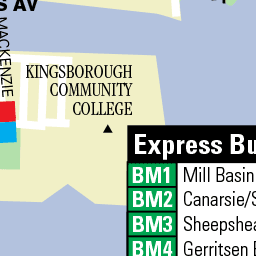 S AV
MACKENZIE
KINGSBOROUGH
COMMUNITY
COLLEGE
Express Bu
BM1 Mill Basin
BM2 Canarsie/S
BM3 Sheepshea
BM4 Gerritsen B